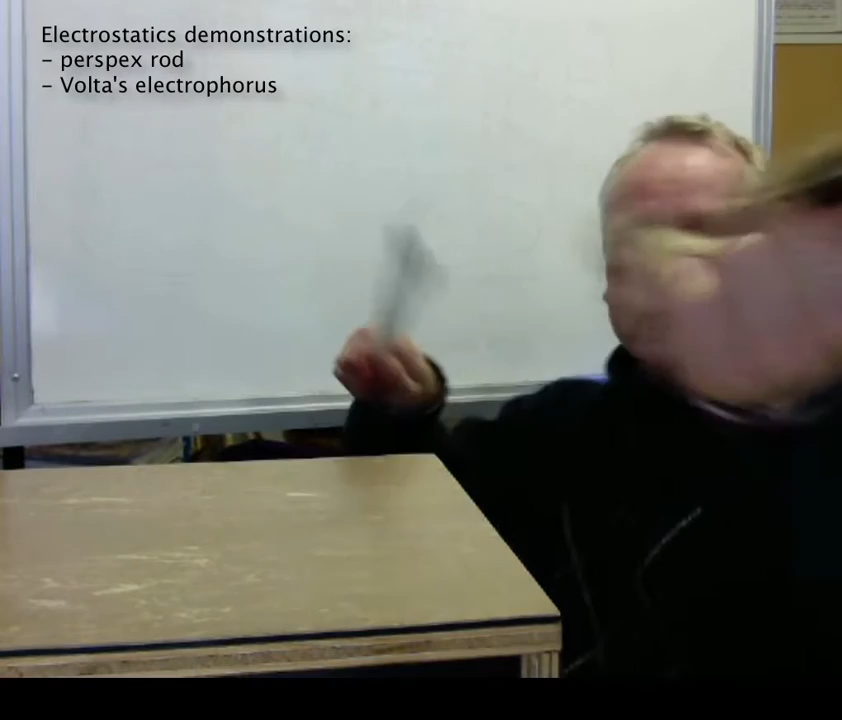 Electrostatics demonstrations:
- perspex rod
- Volta's electrophorus